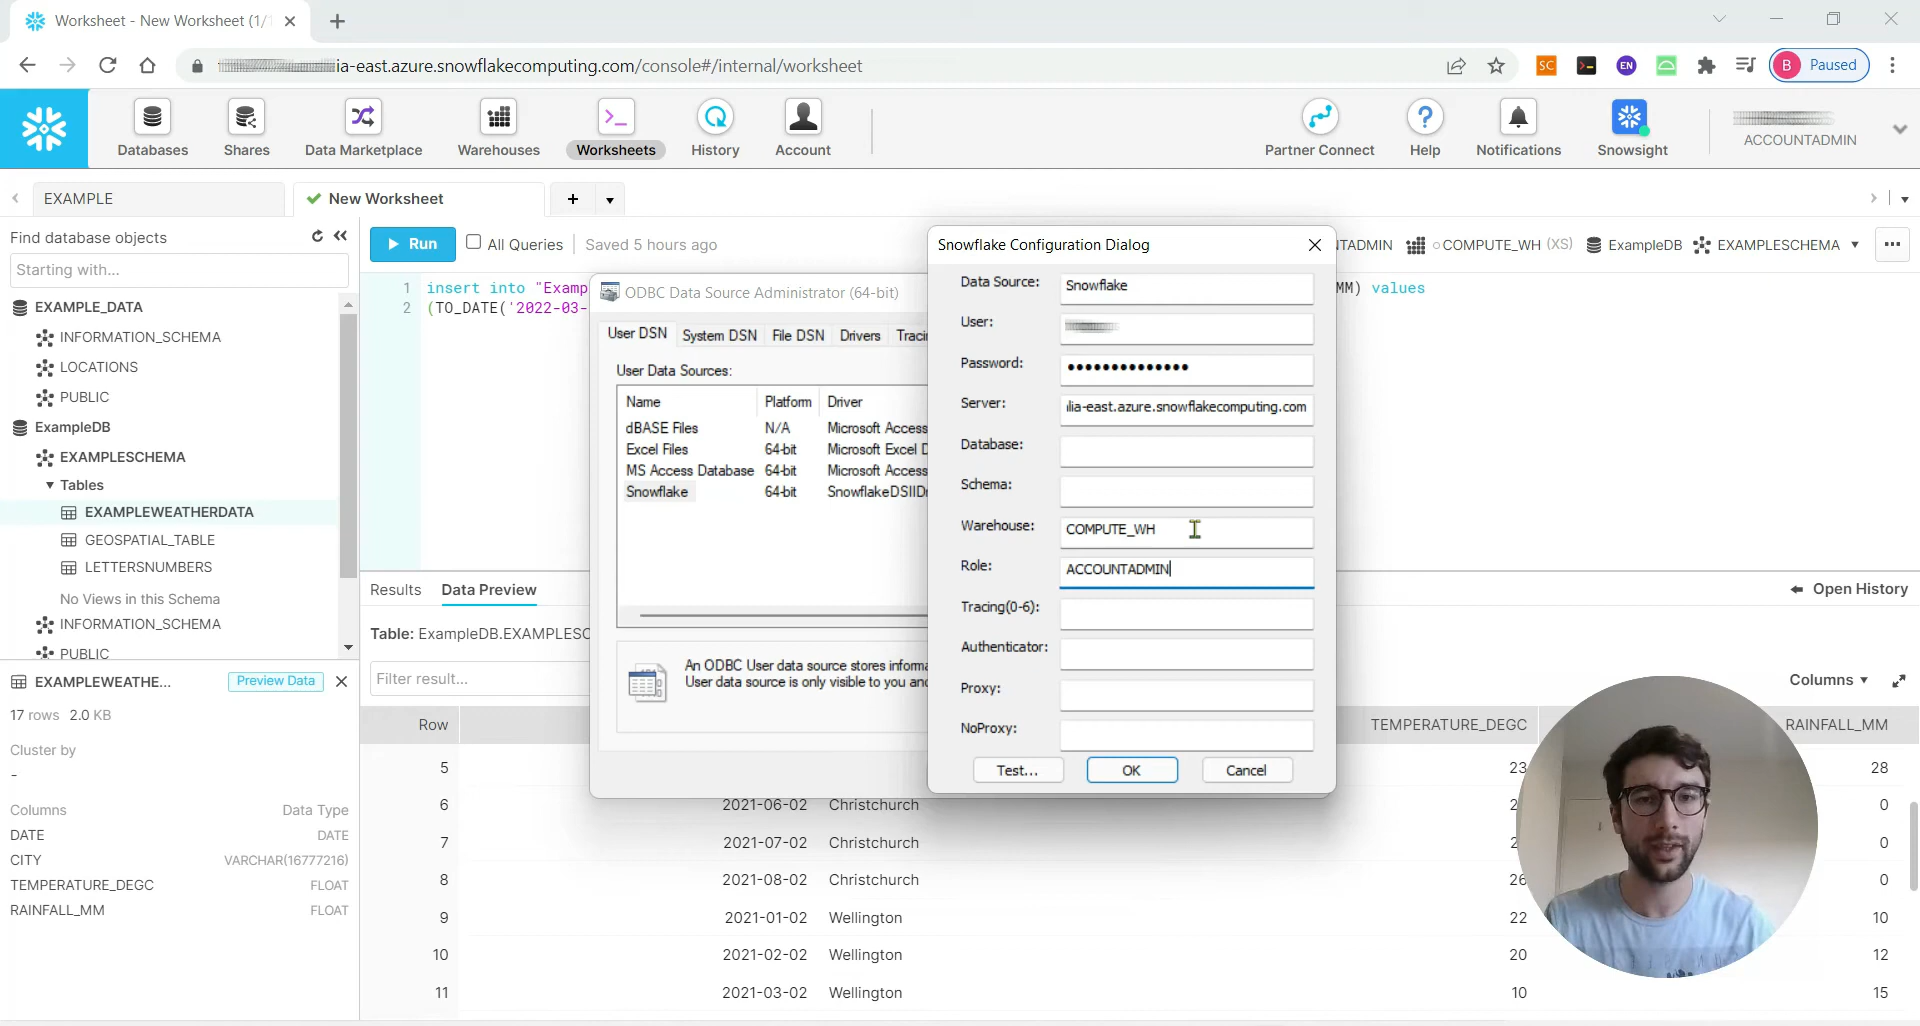 Worksheet - New Worksheet (1/1
ia-east.azure.snowflakecomputing.com/console#/internal/worksheet
SC
EN
B Paused
Databases
Shares
Data Marketplace
Warehouses
Worksheets
History
Account
Partner Connect
Help
Notifications
Snowsight
ACCOUNTADMIN
EXAMPLE
New Worksheet
Find database objects
Starting with...
Run
All Queries
Saved 5 hours ago
TADMIN
COMPUTE_WH (XS)
ExampleDB
EXAMPLESCHEMA
1 insert into "Examp
MM) values
2 (TO_DATE('2022-03-
EXAMPLE_DATA
INFORMATION_SCHEMA
LOCATIONS
PUBLIC
ExampleDB
EXAMPLESCHEMA
Tables
EXAMPLEWEATHERDATA
GEOSPATIAL_TABLE
LETTERSNUMBERS
No Views in this Schema
INFORMATION_SCHEMA
PUBLIC
EXAMPLEWEATHE...
Preview Data
17 rows 2.0 KB
Cluster by
-
Columns Data Type
DATE DATE
CITY VARCHAR(16777216)
TEMPERATURE_DEGC FLOAT
RAINFALL_MM FLOAT
ODBC Data Source Administrator (64-bit)
User DSN System DSN File DSN Drivers Traci
User Data Sources:
Name Platform Driver
dBASE Files N/A Microsoft Access
Excel Files 64-bit Microsoft Excel D
MS Access Database 64-bit Microsoft Access
Snowflake 64-bit SnowflakeDSIIDr
An ODBC User data source stores informa
User data source is only visible to you and
Snowflake Configuration Dialog
Data Source: Snowflake
User:
Password: ••••••••••••••
Server: lia-east.azure.snowflakecomputing.com
Database:
Schema:
Warehouse: COMPUTE_WH
Role: ACCOUNTADMIN
Tracing(0-6):
Authenticator:
Proxy:
NoProxy:
Test... OK Cancel
Results Data Preview
Open History
Table: ExampleDB.EXAMPLESC
Filter result...
Columns
Row TEMPERATURE_DEGC RAINFALL_MM
5 23 28
6 2021-06-02 Christchurch 0
7 2021-07-02 Christchurch 0
8 2021-08-02 Christchurch 26 0
9 2021-01-02 Wellington 22 10
10 2021-02-02 Wellington 20 12
11 2021-03-02 Wellington 10 15